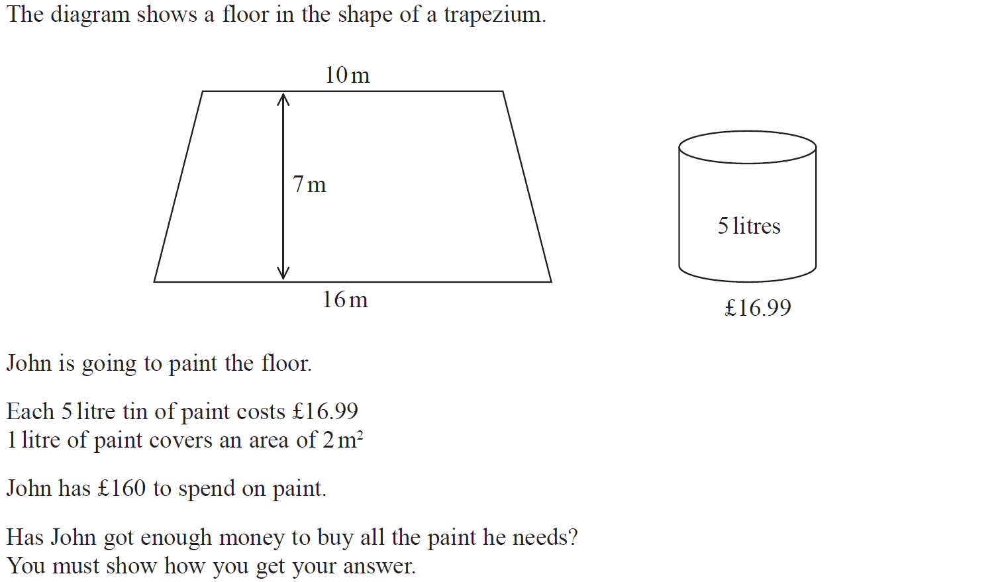 The diagram shows a floor in the shape of a trapezium.
10 m
7 m
16 m
5 litres
£16.99
John is going to paint the floor.
Each 5 litre tin of paint costs £16.99
1 litre of paint covers an area of 2 m²
John has £160 to spend on paint.
Has John got enough money to buy all the paint he needs?
You must show how you get your answer.